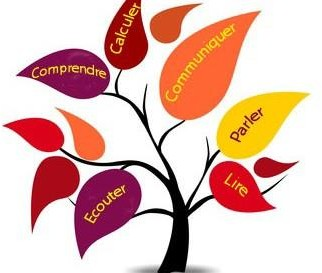 Calculer
Communiquer
Comprendre
Parler
Lire
Ecouter